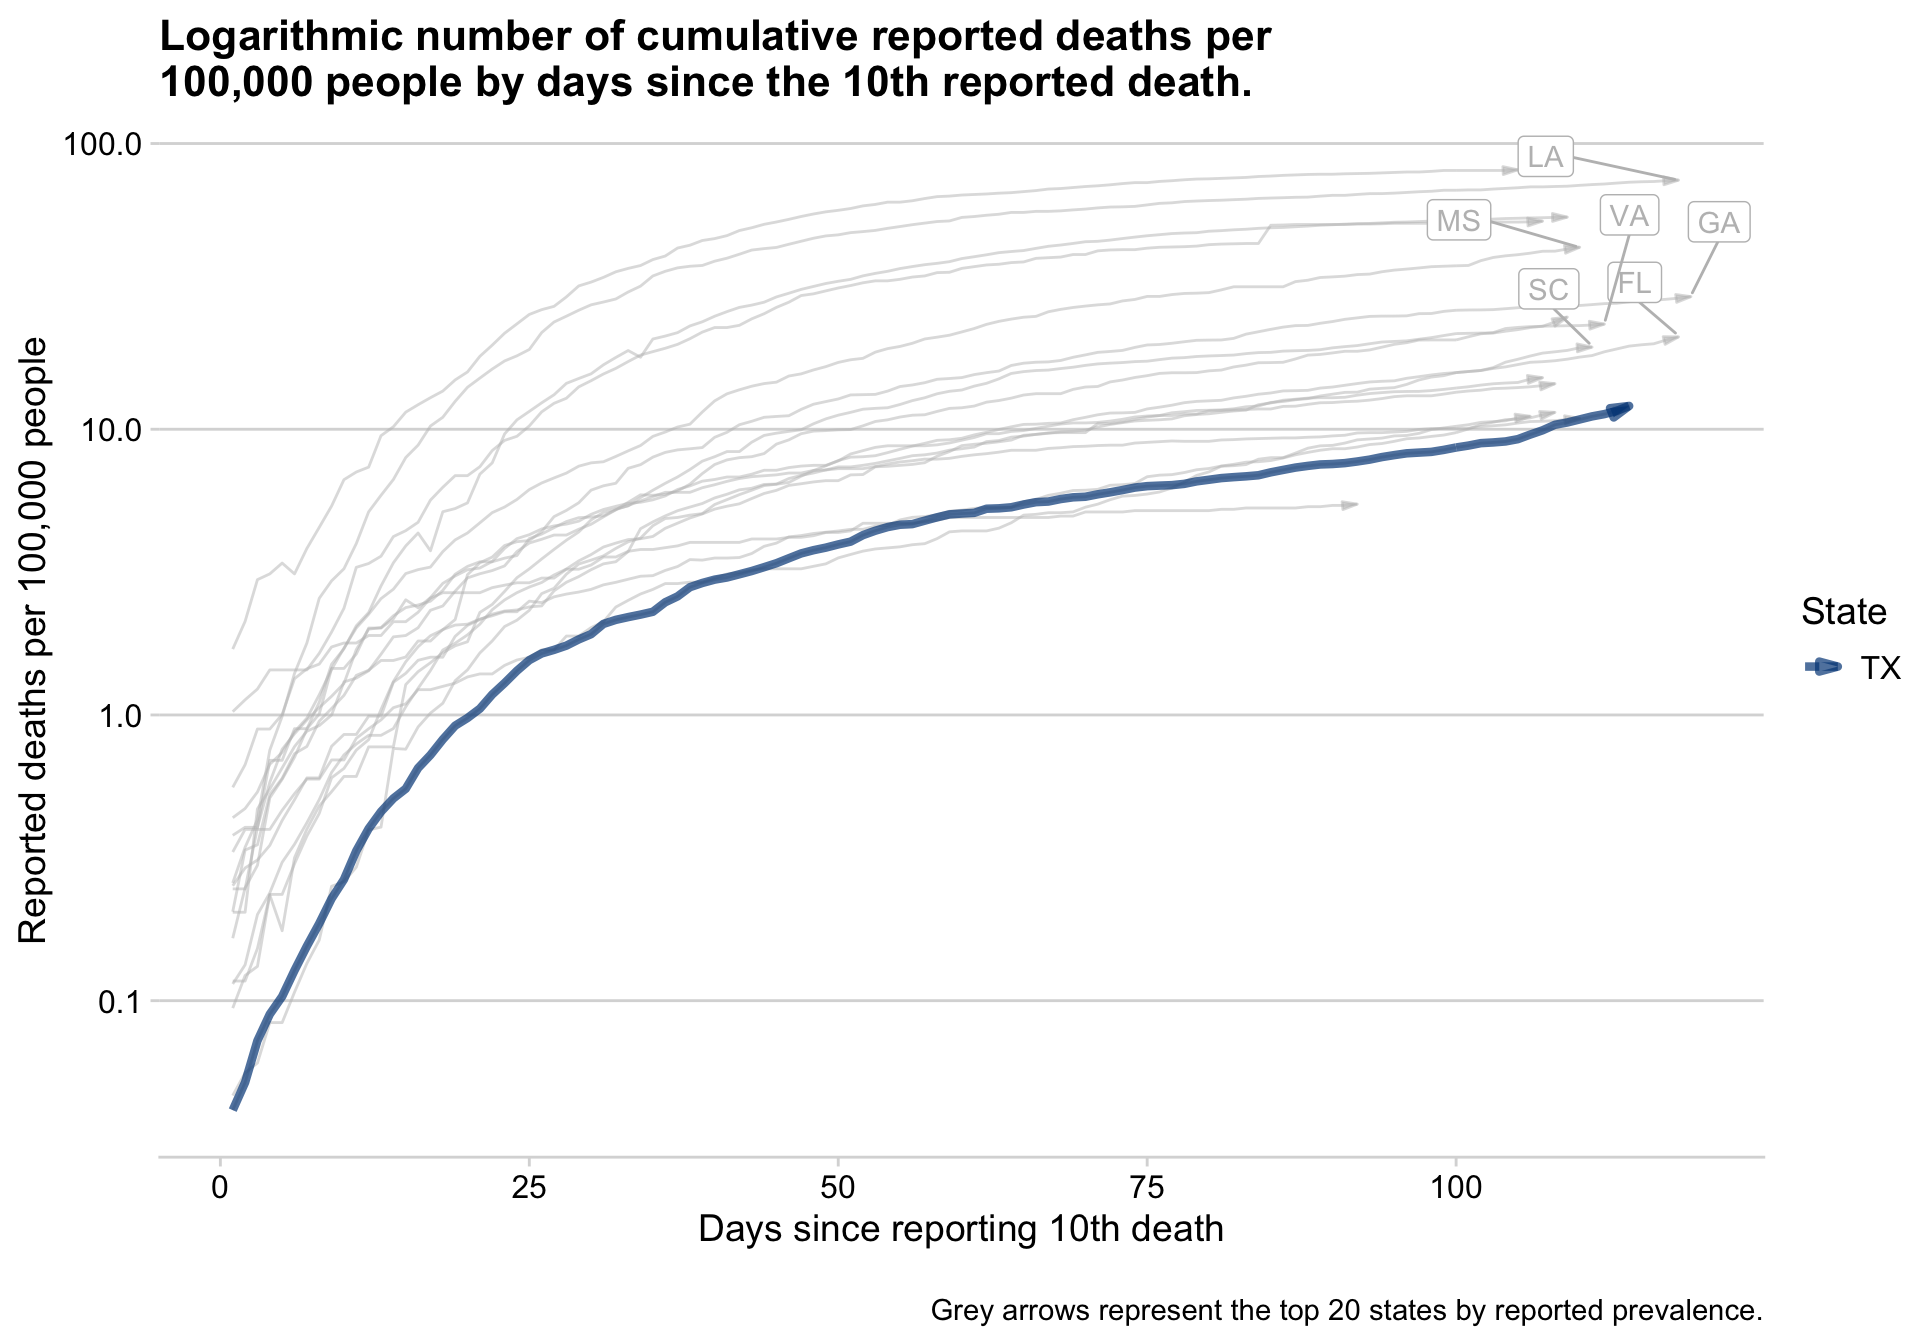 Logarithmic number of cumulative reported deaths per
100,000 people by days since the 10th reported death.
Reported deaths per 100,000 people
100.0
10.0
1.0
0.1
LA
MS
VA
GA
SC
FL
State
TX
0
25
50
75
100
Days since reporting 10th death
Grey arrows represent the top 20 states by reported prevalence.